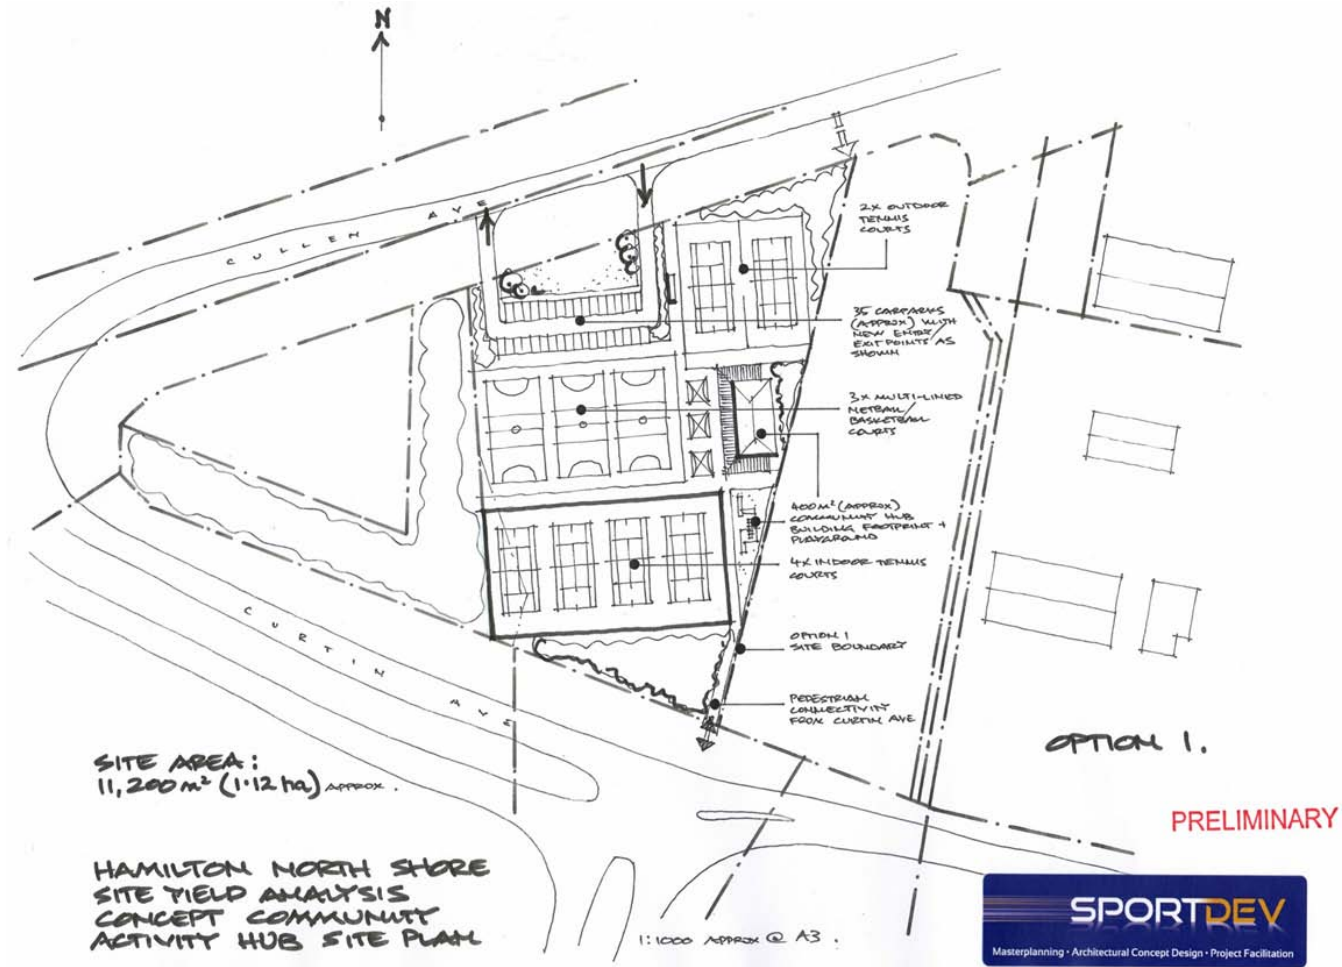 N
CULLEN AVE
2X OUTDOOR
TENNIS
COURTS
35 CARPARKS
(APPROX) WITH
NEW ENTRY/
EXIT POINTS AS
SHOWN
3X MULTI-LINED
NETBALL/
BASKETBALL
COURTS
400m² (APPROX)
COMMUNITY HUB
BUILDING FOOTPRINT +
PLAYGROUND
4X INDOOR TENNIS
COURTS
OPTION 1
SITE BOUNDARY
PEDESTRIAN
CONNECTIVITY
FROM CURTIN AVE
CURTIN AVE
OPTION 1.
SITE AREA:
11,200m² (1.12 ha) APPROX.
PRELIMINARY
HAMILTON NORTH SHORE
SITE YIELD ANALYSIS
CONCEPT COMMUNITY
ACTIVITY HUB SITE PLAN
1:1000 APPROX @ A3.
SPORTDEV
Masterplanning • Architectural Concept Design • Project Facilitation